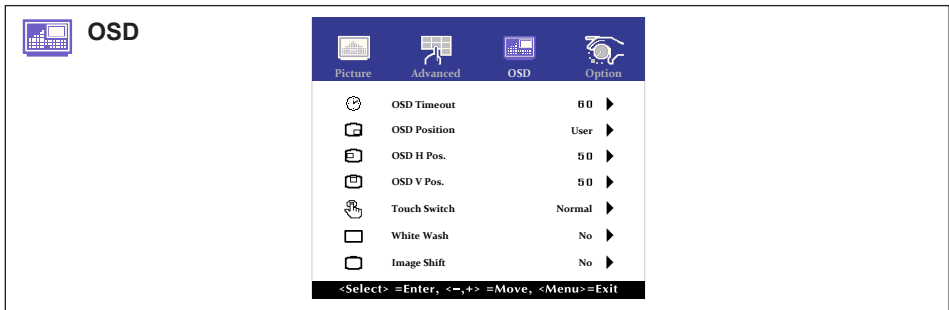 OSD
Picture Advanced OSD Option
OSD Timeout 60
OSD Position User
OSD H Pos. 50
OSD V Pos. 50
Touch Switch Normal
White Wash No
Image Shift No
<Select> =Enter, <−,+> =Move, <Menu>=Exit